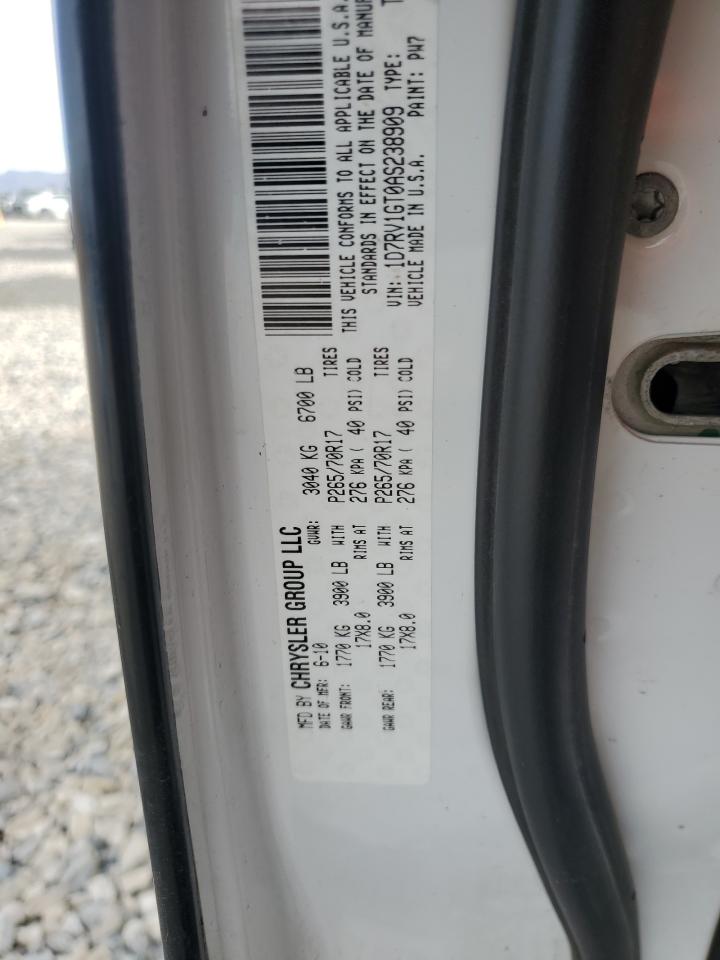 MFD BY CHRYSLER GROUP LLC
DATE OF MFR: 6-10 GVWR: 3040 KG 6700 LB
GAWR FRONT: 1770 KG 3900 LB WITH P265/70R17 TIRES
17X8.0 RIMS AT 276 KPA ( 40 PSI) COLD
GAWR REAR: 1770 KG 3900 LB WITH P265/70R17 TIRES
17X8.0 RIMS AT 276 KPA ( 40 PSI) COLD
THIS VEHICLE CONFORMS TO ALL APPLICABLE U.S.A.
STANDARDS IN EFFECT ON THE DATE OF MANUF
VIN: 1D7RV1GT0AS238909 TYPE: T
VEHICLE MADE IN U.S.A. PAINT: PW7